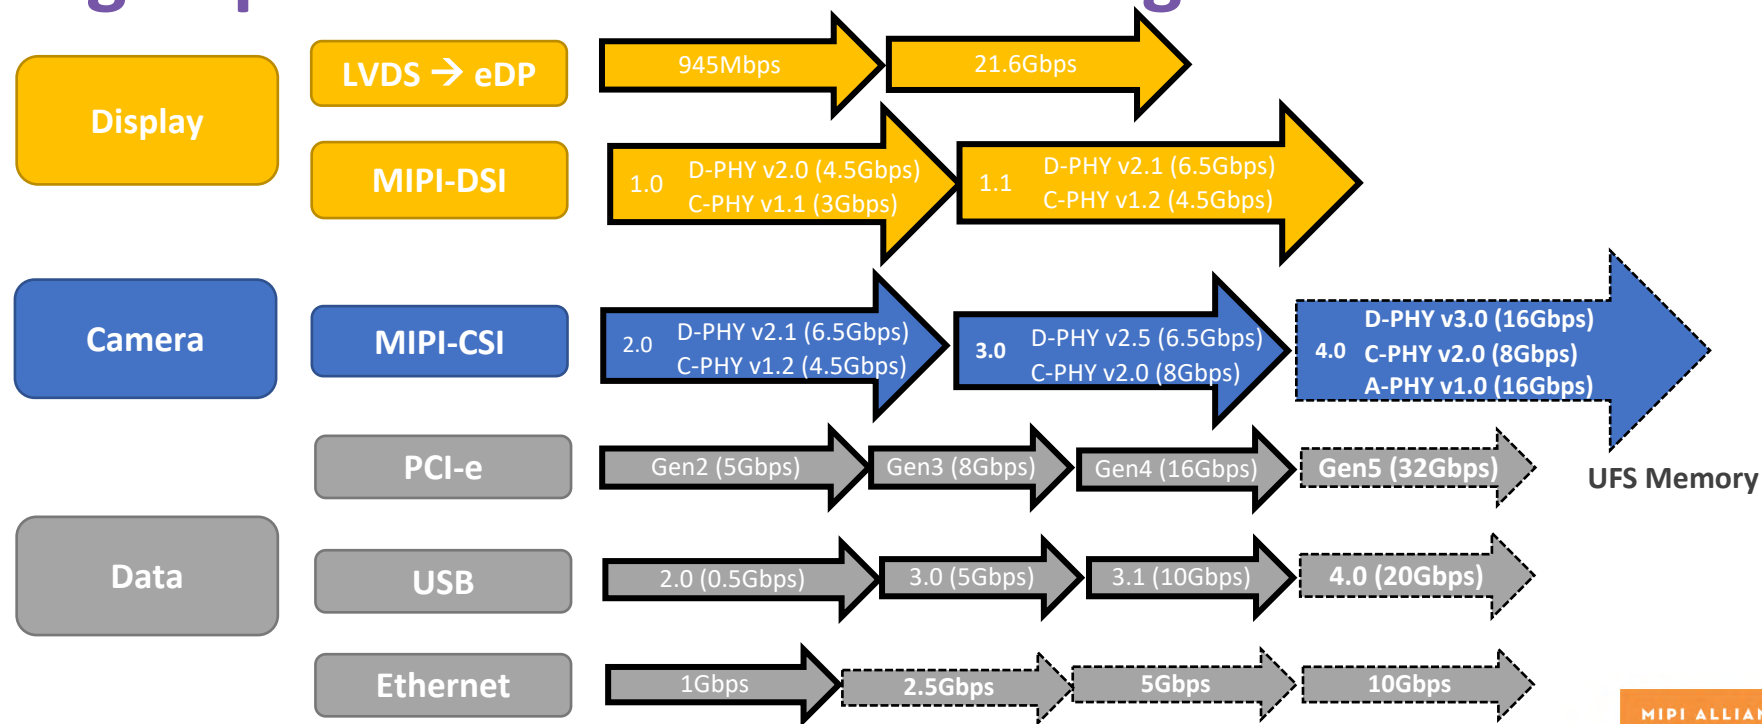 LVDS → eDP
945Mbps
21.6Gbps
Display
MIPI-DSI
1.0
D-PHY v2.0 (4.5Gbps)
C-PHY v1.1 (3Gbps)
1.1
D-PHY v2.1 (6.5Gbps)
C-PHY v1.2 (4.5Gbps)
Camera
MIPI-CSI
2.0
D-PHY v2.1 (6.5Gbps)
C-PHY v1.2 (4.5Gbps)
3.0
D-PHY v2.5 (6.5Gbps)
C-PHY v2.0 (8Gbps)
4.0
D-PHY v3.0 (16Gbps)
C-PHY v2.0 (8Gbps)
A-PHY v1.0 (16Gbps)
PCI-e
Gen2 (5Gbps)
Gen3 (8Gbps)
Gen4 (16Gbps)
Gen5 (32Gbps)
UFS Memory
Data
USB
2.0 (0.5Gbps)
3.0 (5Gbps)
3.1 (10Gbps)
4.0 (20Gbps)
Ethernet
1Gbps
2.5Gbps
5Gbps
10Gbps
MIPI